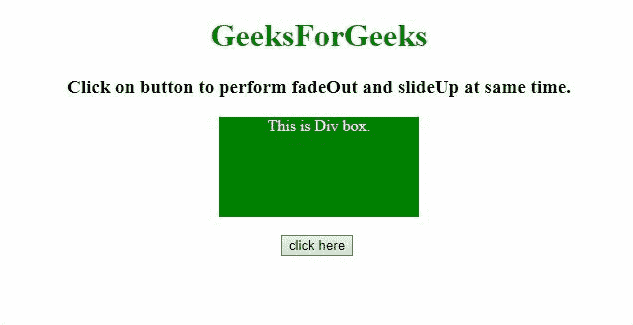 GeeksForGeeks
Click on button to perform fadeOut and slideUp at same time.
This is Div box.
click here